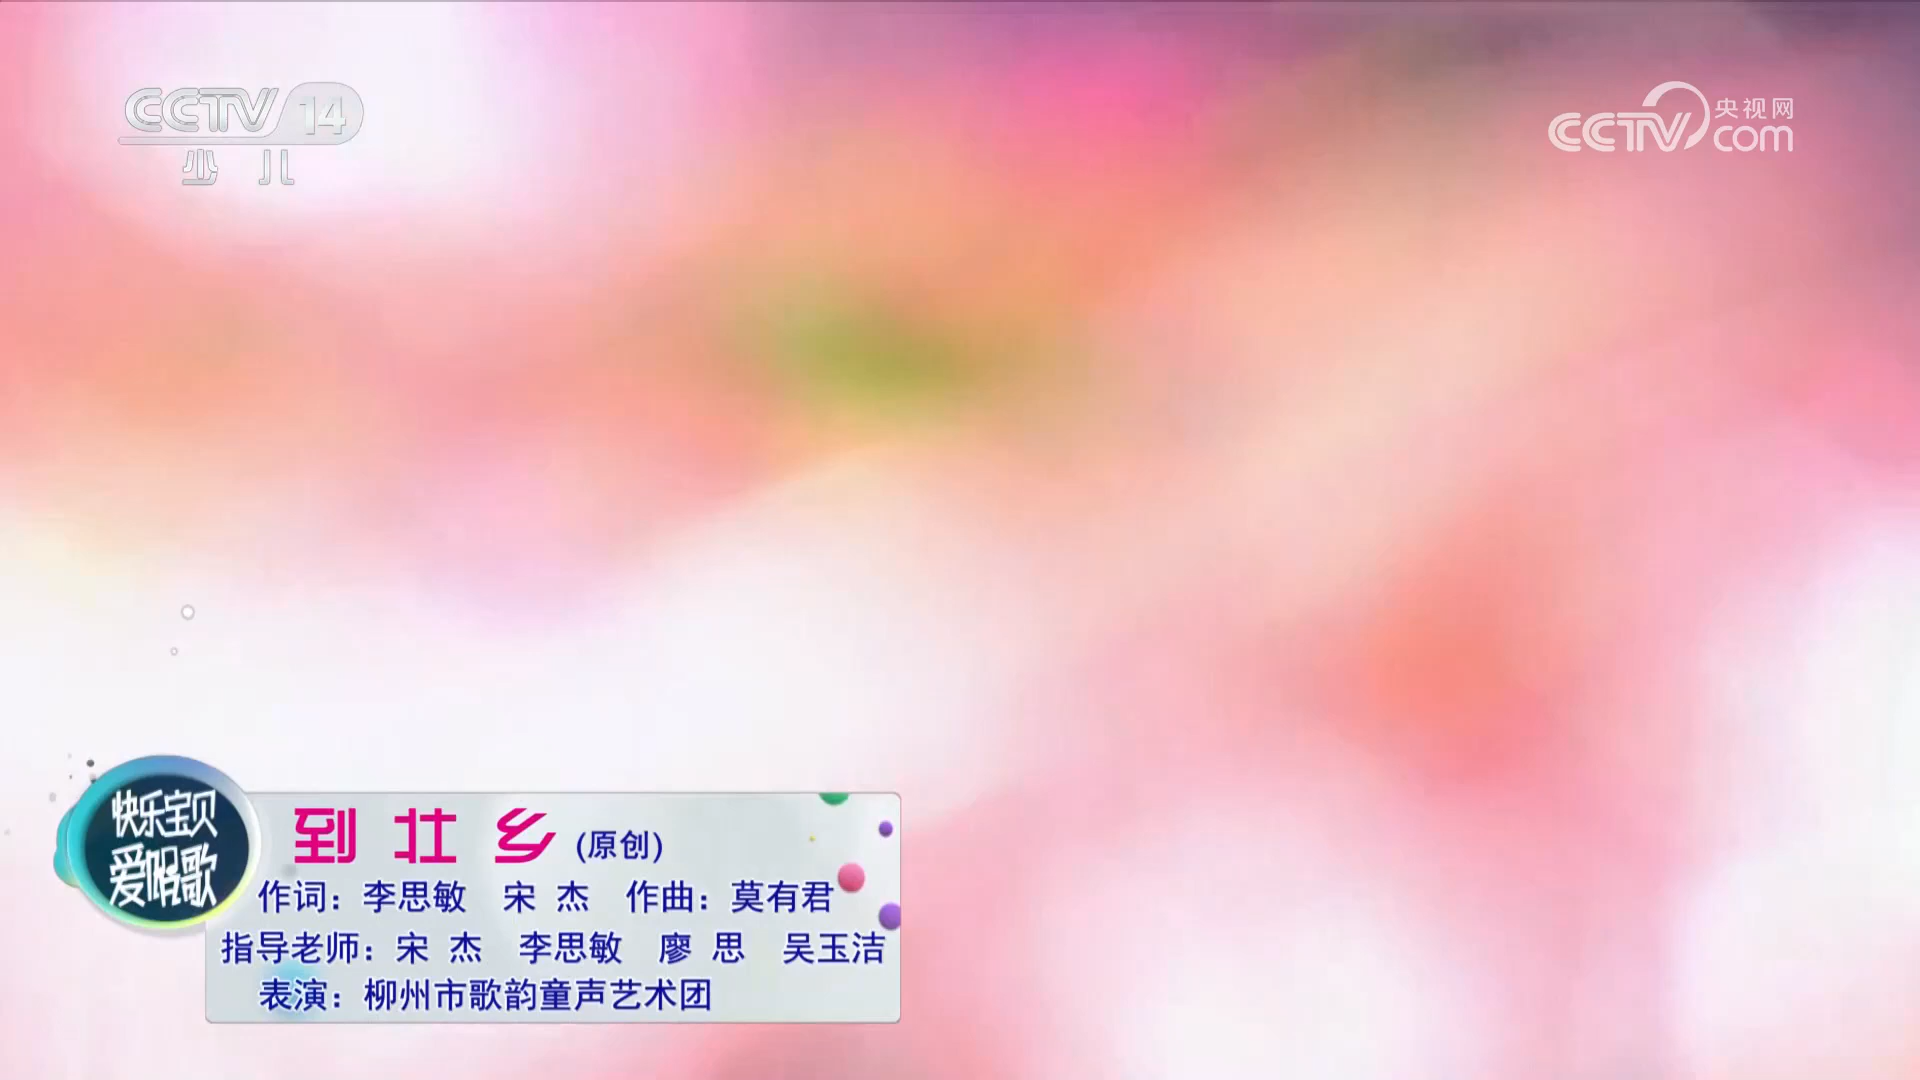 CCTV 14
少儿
CCTV.com 央视网
快乐宝贝
爱唱歌
到壮乡(原创)
作词：李思敏 宋杰 作曲：莫有君
指导老师：宋杰 李思敏 廖思 吴玉洁
表演：柳州市歌韵童声艺术团